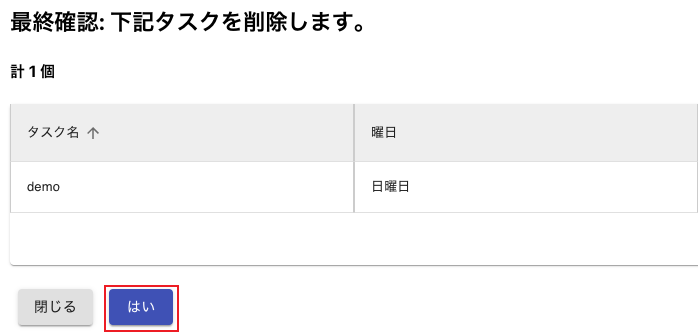 最終確認: 下記タスクを削除します。
計 1 個
タスク名 曜日
demo 日曜日
閉じる はい